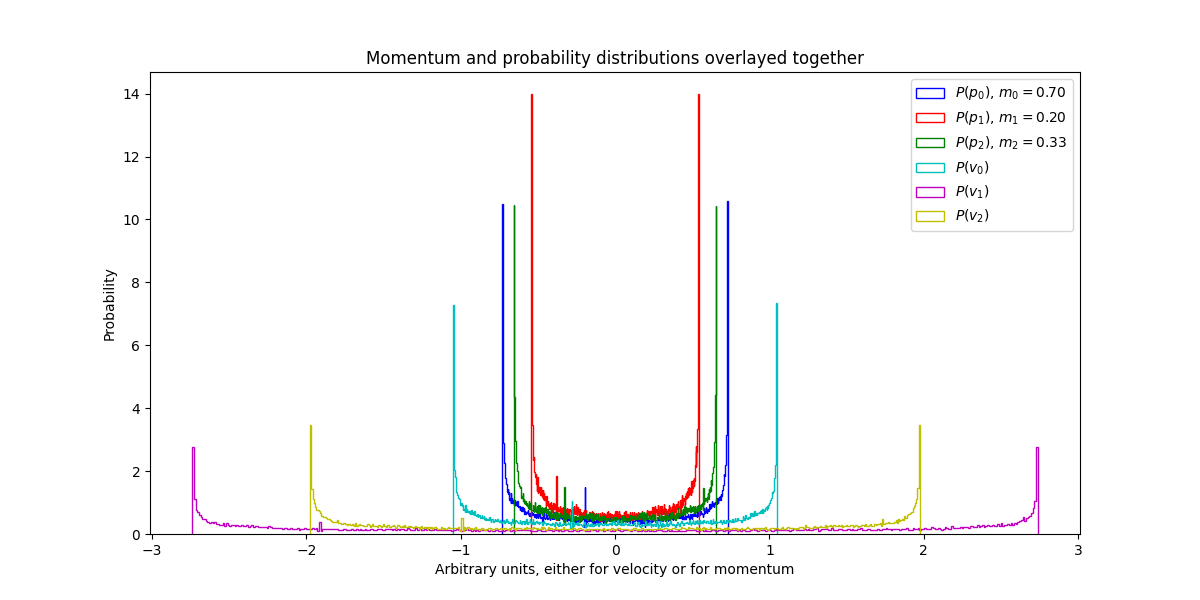 Momentum and probability distributions overlayed together
14
12
10
8
6
4
2
0
Probability
−3
−2
−1
0
1
2
3
Arbitrary units, either for velocity or for momentum
P(p₀), m₀ = 0.70
P(p₁), m₁ = 0.20
P(p₂), m₂ = 0.33
P(v₀)
P(v₁)
P(v₂)